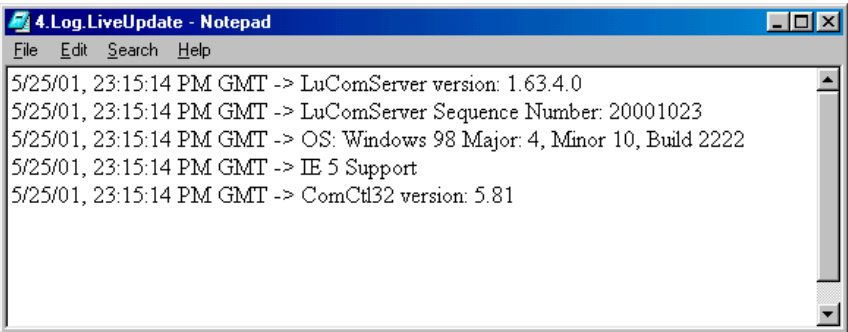 4.Log.LiveUpdate - Notepad
File Edit Search Help
5/25/01, 23:15:14 PM GMT -> LuComServer version: 1.63.4.0
5/25/01, 23:15:14 PM GMT -> LuComServer Sequence Number: 20001023
5/25/01, 23:15:14 PM GMT -> OS: Windows 98 Major: 4, Minor 10, Build 2222
5/25/01, 23:15:14 PM GMT -> IE 5 Support
5/25/01, 23:15:14 PM GMT -> ComCtl32 version: 5.81